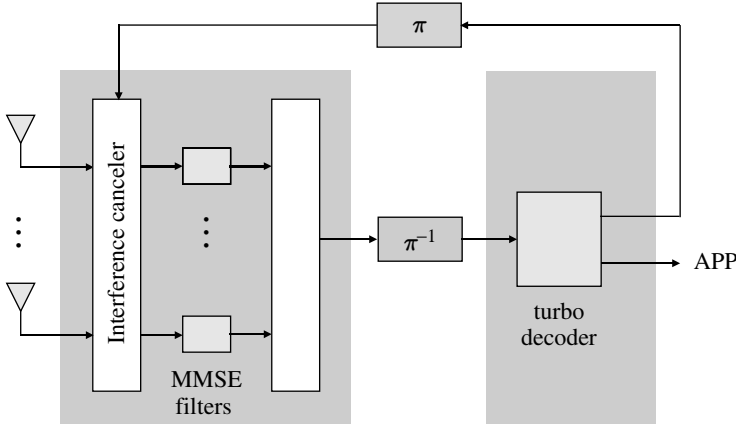 π
Interference canceler
π⁻¹
APP
turbo
decoder
MMSE
filters